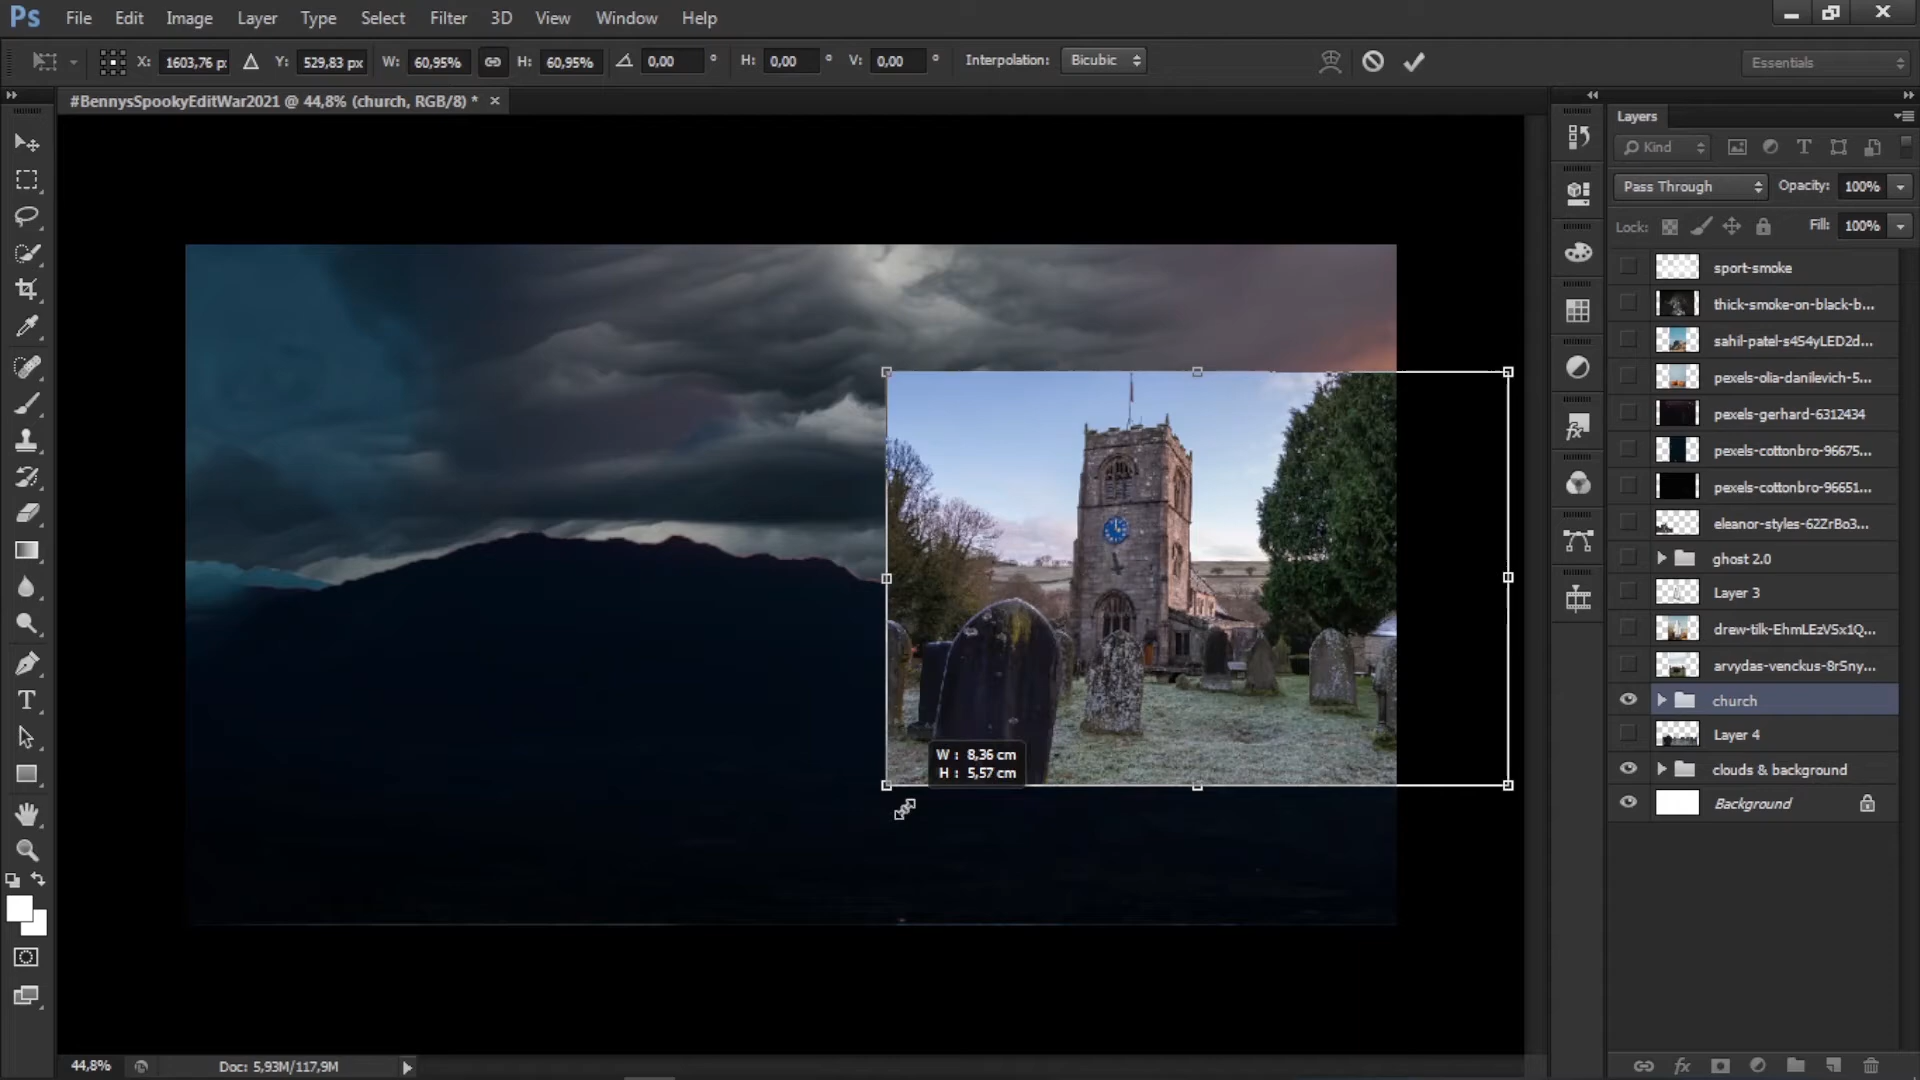 Ps File Edit Image Layer Type Select Filter 3D View Window Help
X: 1603,76 p Y: 529,83 px W: 60,95% H: 60,95% 0,00 ° H: 0,00 ° V: 0,00 ° Interpolation: Bicubic Essentials
#BennysSpookyEditWar2021 @ 44,8% (church, RGB/8) *
Layers
Kind
Pass Through Opacity: 100%
Lock: Fill: 100%
sport-smoke
thick-smoke-on-black-b...
sahil-patel-s454yLED2d...
pexels-olia-danilevich-5...
pexels-gerhard-6312434
pexels-cottonbro-96675...
pexels-cottonbro-96651...
eleanor-styles-62ZrBo3...
ghost 2.0
Layer 3
drew-tilk-EhmLEzVSx1Q...
arvydas-venckus-8rSny...
church
Layer 4
clouds & background
Background
W : 8,36 cm
H : 5,57 cm
T
fx
44,8% Doc: 5,93M/117,9M
fx